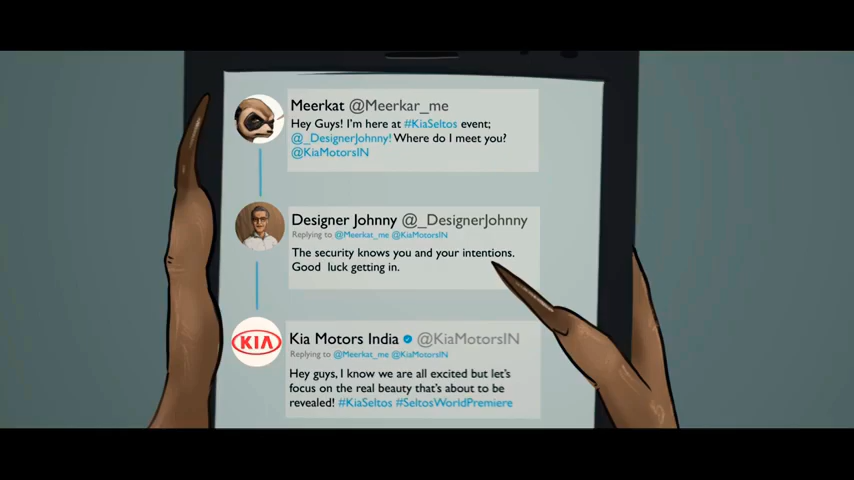 Meerkat @Meerkar_me
Hey Guys! I'm here at #KiaSeltos event;
@_DesignerJohnny! Where do I meet you?
@KiaMotorsIN
Designer Johnny @_DesignerJohnny
Replying to @Meerkat_me @KiaMotorsIN
The security knows you and your intentions.
Good luck getting in.
KIA
Kia Motors India @KiaMotorsIN
Replying to @Meerkat_me @KiaMotorsIN
Hey guys, I know we are all excited but let's
focus on the real beauty that's about to be
revealed! #KiaSeltos #SeltosWorldPremiere